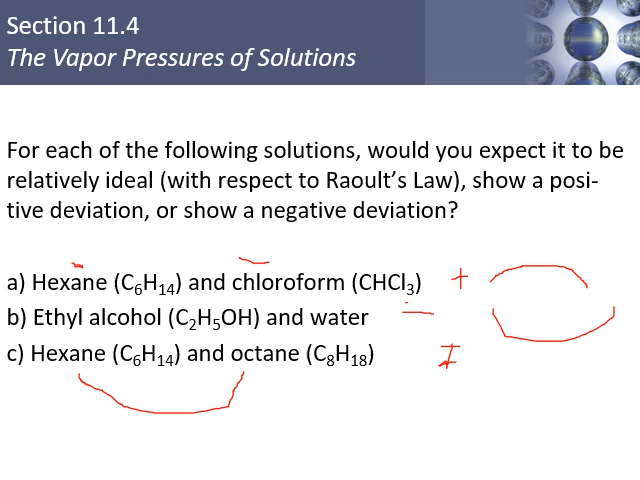 Section 11.4
The Vapor Pressures of Solutions
For each of the following solutions, would you expect it to be
relatively ideal (with respect to Raoult’s Law), show a posi-
tive deviation, or show a negative deviation?
a) Hexane (C₆H₁₄) and chloroform (CHCl₃) +
b) Ethyl alcohol (C₂H₅OH) and water –
c) Hexane (C₆H₁₄) and octane (C₈H₁₈) I